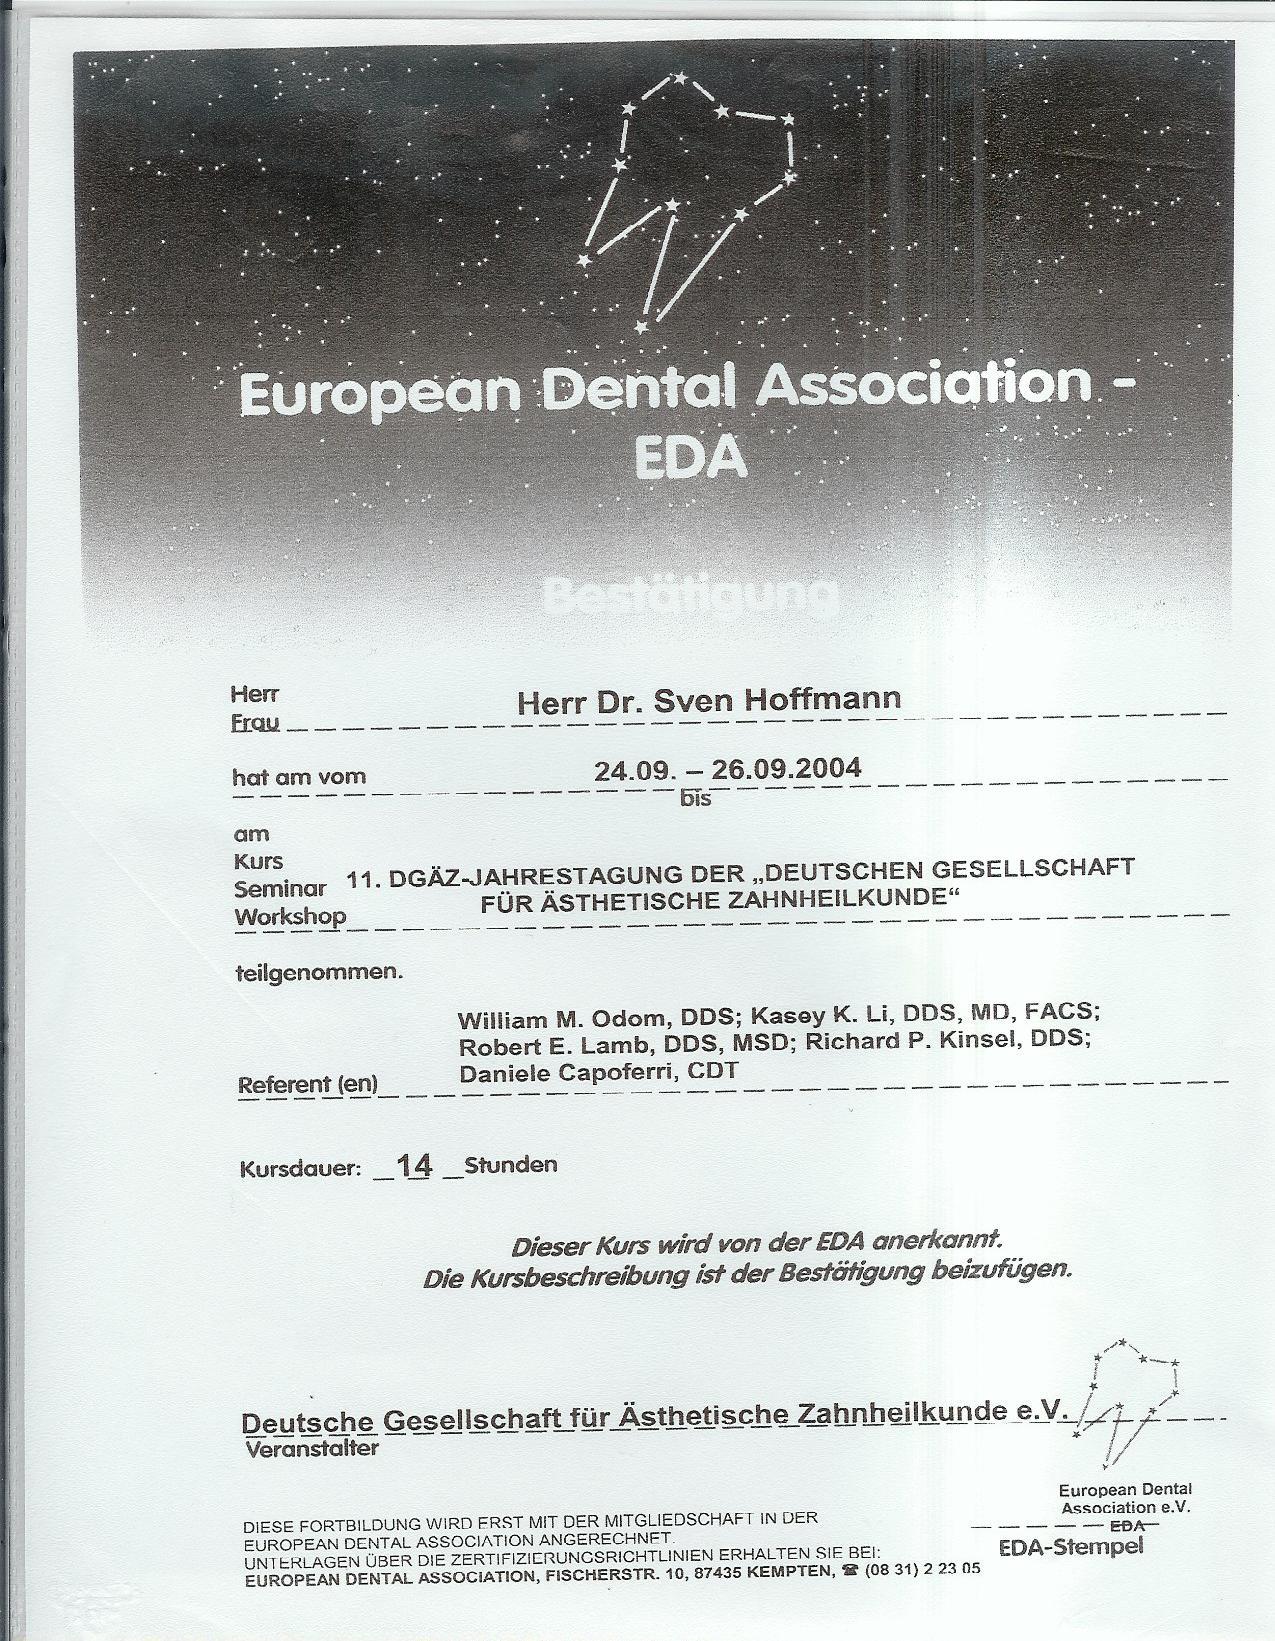 European Dental Association -
EDA
Bestätigung
Herr
Frau
Herr Dr. Sven Hoffmann
hat am vom
24.09. – 26.09.2004
bis
am
Kurs
Seminar
Workshop
11. DGÄZ-JAHRESTAGUNG DER „DEUTSCHEN GESELLSCHAFT
FÜR ÄSTHETISCHE ZAHNHEILKUNDE“
teilgenommen.
William M. Odom, DDS; Kasey K. Li, DDS, MD, FACS;
Robert E. Lamb, DDS, MSD; Richard P. Kinsel, DDS;
Daniele Capoferri, CDT
Referent (en)
Kursdauer: 14 Stunden
Dieser Kurs wird von der EDA anerkannt.
Die Kursbeschreibung ist der Bestätigung beizufügen.
Deutsche Gesellschaft für Ästhetische Zahnheilkunde e.V.
Veranstalter
European Dental
Association e.V.
EDA
EDA-Stempel
DIESE FORTBILDUNG WIRD ERST MIT DER MITGLIEDSCHAFT IN DER
EUROPEAN DENTAL ASSOCIATION ANGERECHNET.
UNTERLAGEN ÜBER DIE ZERTIFIZIERUNGSRICHTLINIEN ERHALTEN SIE BEI:
EUROPEAN DENTAL ASSOCIATION, FISCHERSTR. 10, 87435 KEMPTEN, ☎ (08 31) 2 23 05